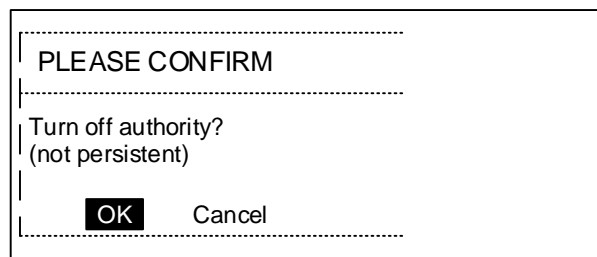 PLEASE CONFIRM
Turn off authority?
(not persistent)
OK Cancel